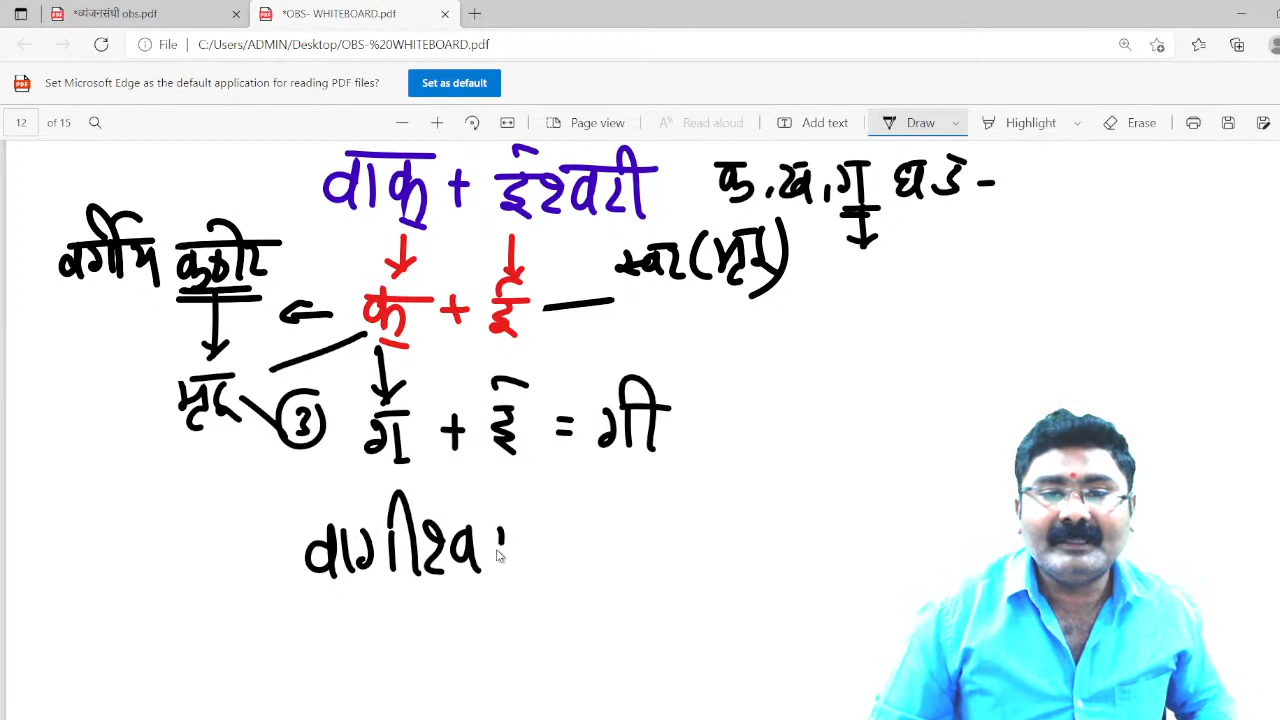 *व्यंजनसंधी obs.pdf
*OBS- WHITEBOARD.pdf
File C:/Users/ADMIN/Desktop/OBS-%20WHITEBOARD.pdf
Set Microsoft Edge as the default application for reading PDF files? Set as default
12 of 15 Page view Read aloud Add text Draw Highlight Erase
वाक् + ईश्वरी
क, ख, ग्, घ ङ -
वर्गीय कठोर
स्वर (मृदू)
क् + ई
मृदू ③ ग् + ई = गी
वागीश्व